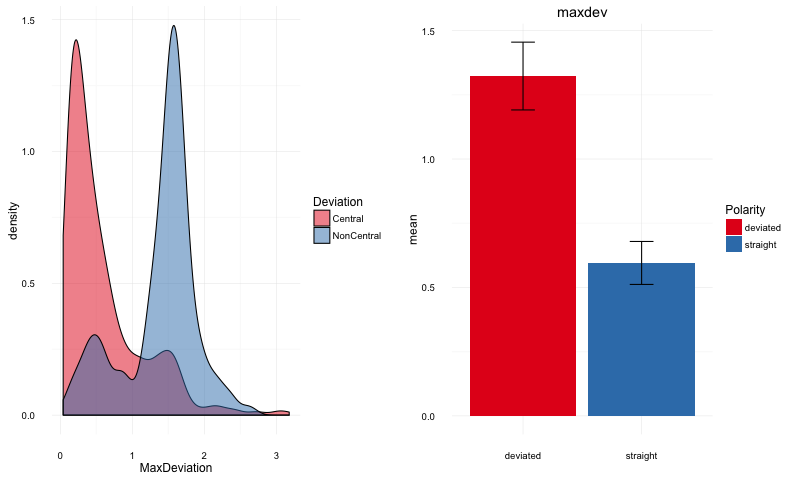 density
1.5
1.0
0.5
0.0
0 1 2 3
MaxDeviation
Deviation
Central
NonCentral
maxdev
mean
1.5
1.0
0.5
0.0
deviated straight
Polarity
deviated
straight